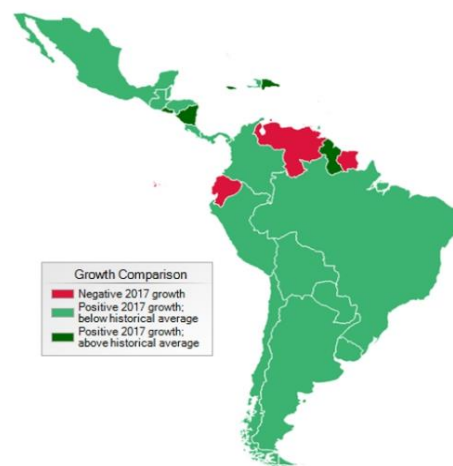 Growth Comparison
Negative 2017 growth
Positive 2017 growth;
below historical average
Positive 2017 growth;
above historical average